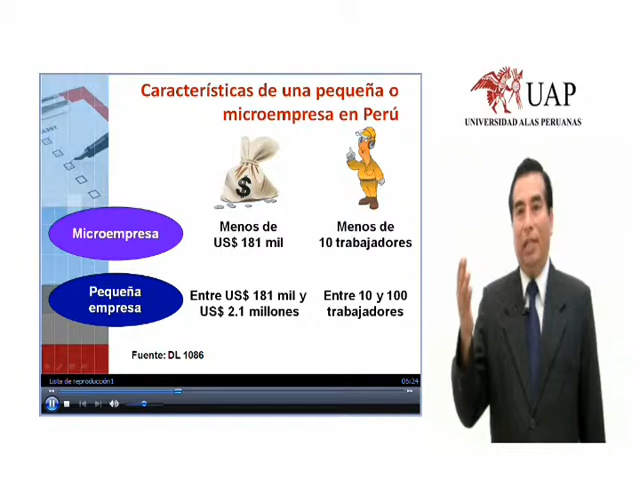 Características de una pequeña o
microempresa en Perú
$
Microempresa
Menos de
US$ 181 mil
Menos de
10 trabajadores
Pequeña
empresa
Entre US$ 181 mil y
US$ 2.1 millones
Entre 10 y 100
trabajadores
Fuente: DL 1086
Lista de reproducción1
05:24
UAP
UNIVERSIDAD ALAS PERUANAS